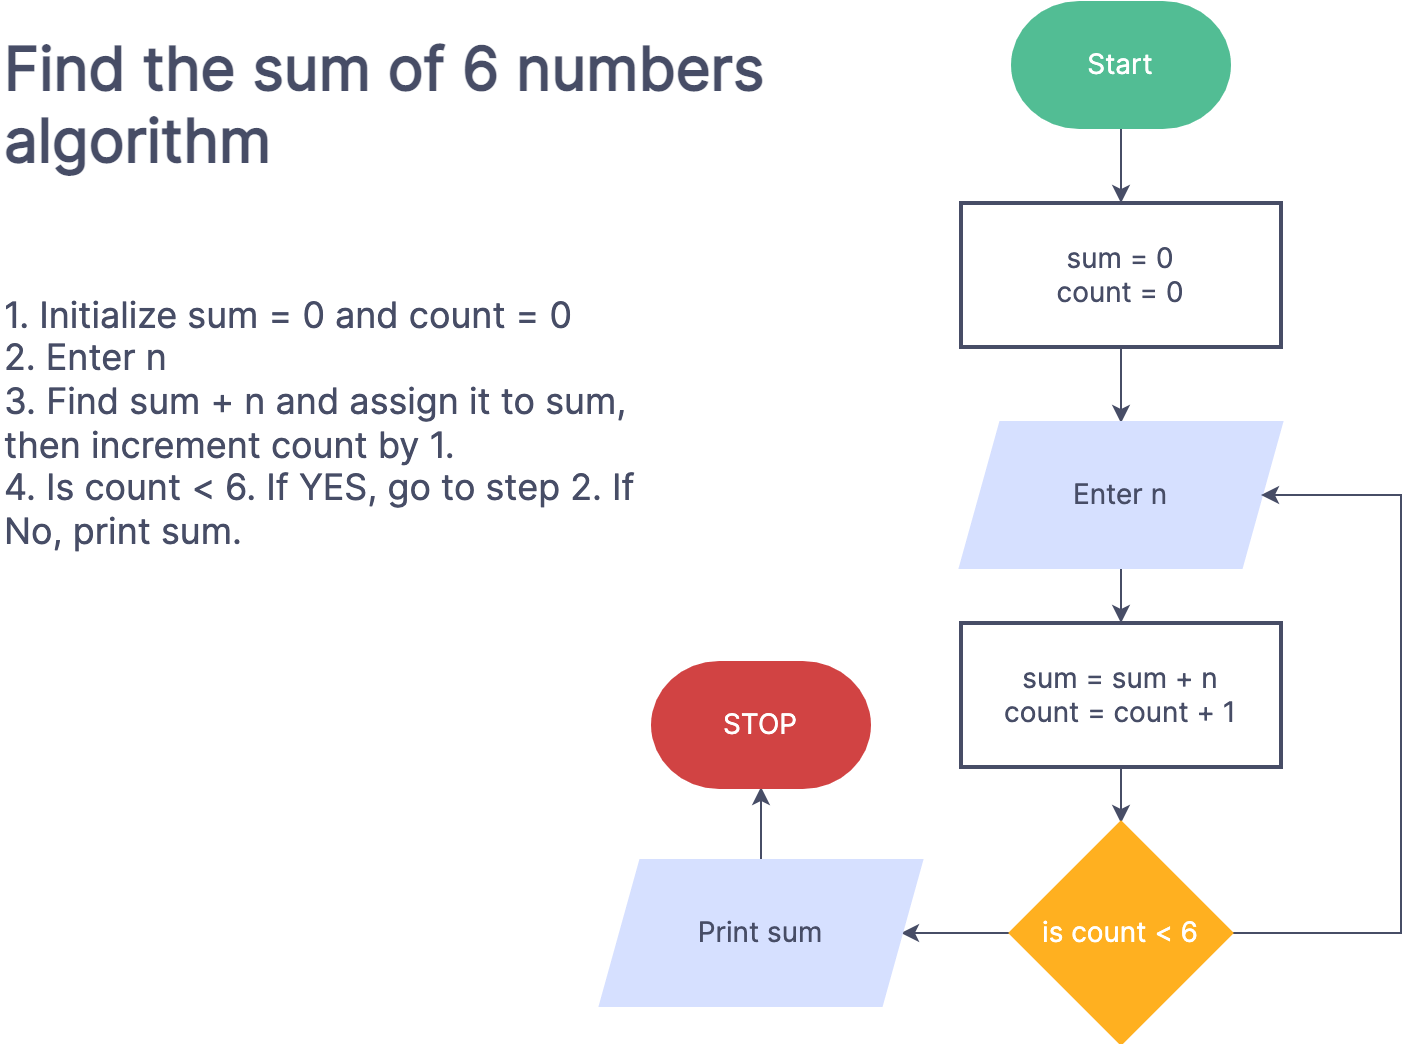 Find the sum of 6 numbers
algorithm
1. Initialize sum = 0 and count = 0
2. Enter n
3. Find sum + n and assign it to sum,
then increment count by 1.
4. Is count < 6. If YES, go to step 2. If
No, print sum.
Start
sum = 0
count = 0
Enter n
sum = sum + n
count = count + 1
is count < 6
Print sum
STOP